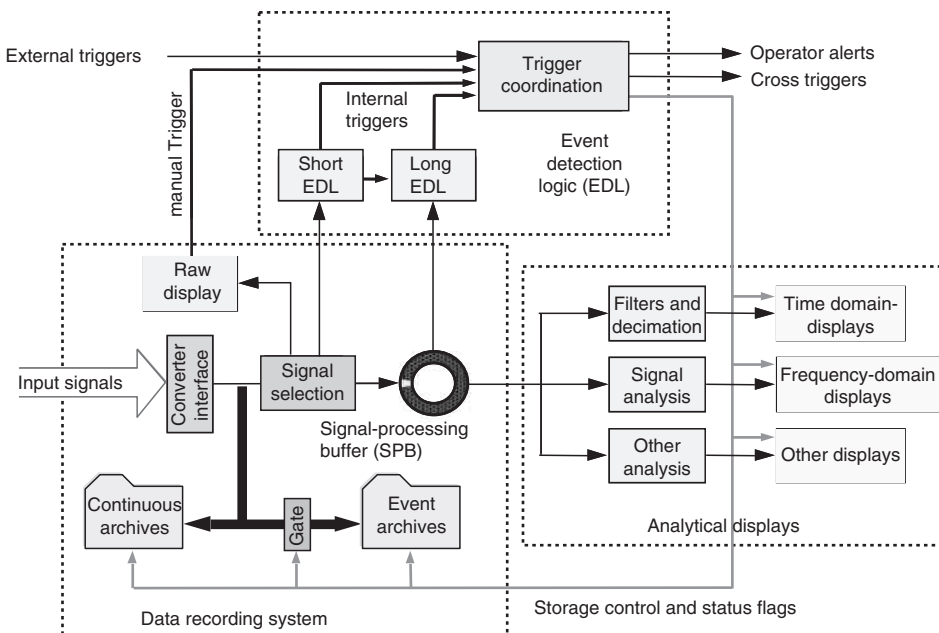 External triggers
Trigger
coordination
Operator alerts
Cross triggers
Internal
triggers
manual Trigger
Short
EDL
Long
EDL
Event
detection
logic (EDL)
Raw
display
Filters and
decimation
Time domain-
displays
Input signals
Converter
interface
Signal
selection
Signal-processing
buffer (SPB)
Signal
analysis
Frequency-domain
displays
Other
analysis
Other displays
Continuous
archives
Gate
Event
archives
Analytical displays
Data recording system
Storage control and status flags